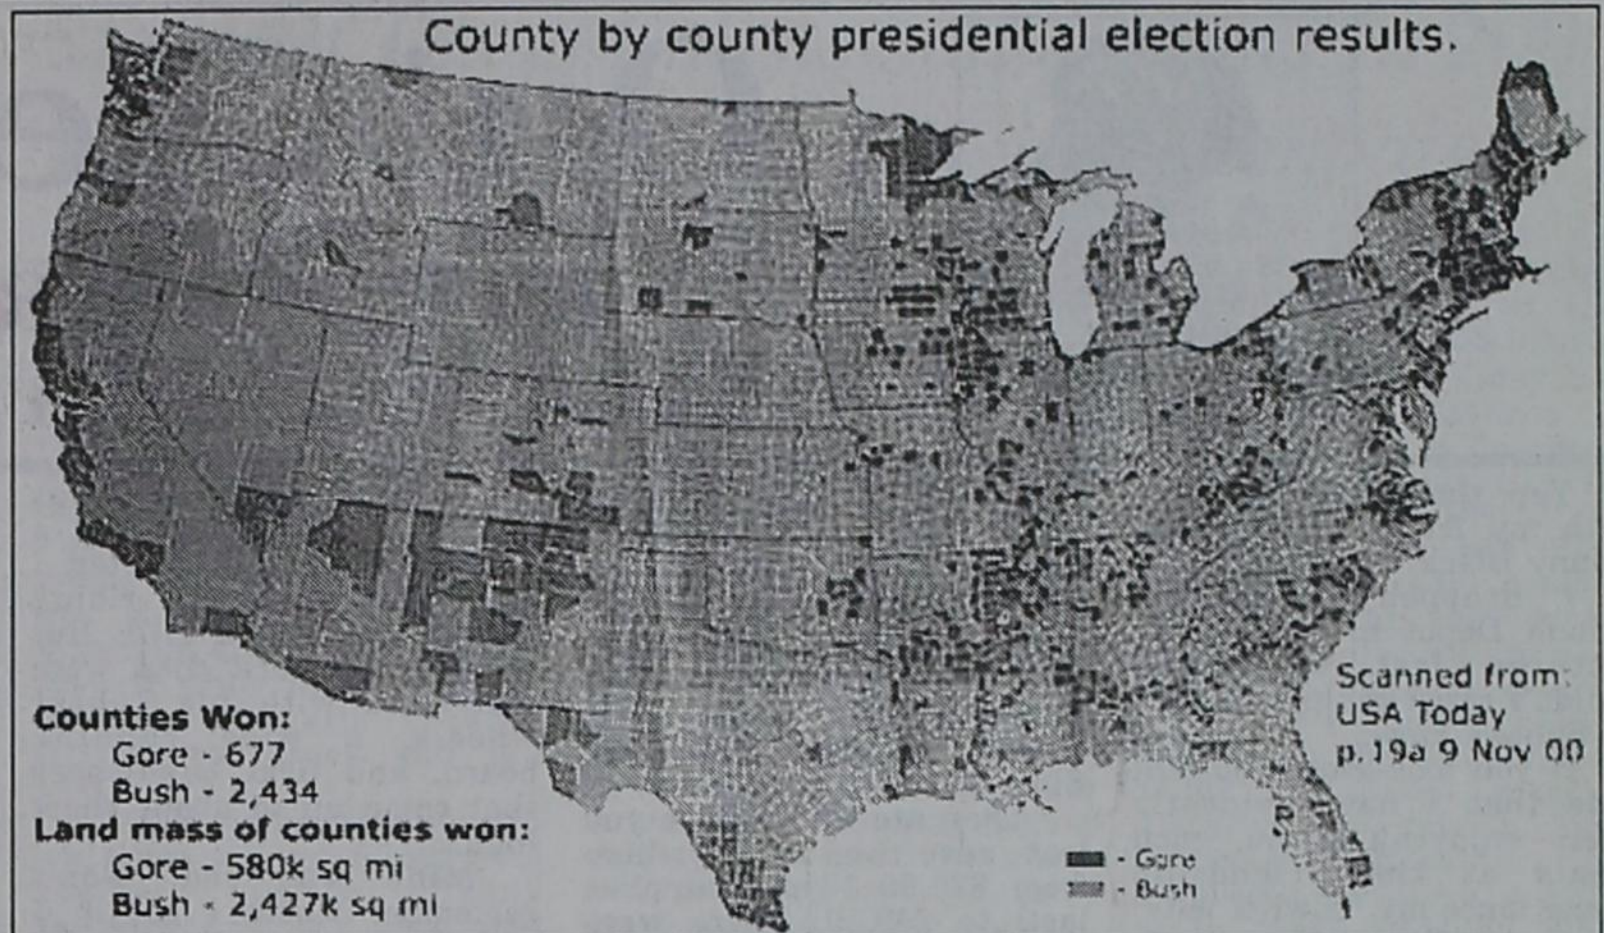 County by county presidential election results.
Scanned from:
USA Today
p.19a 9 Nov 00
Counties Won:
Gore - 677
Bush - 2,434
Land mass of counties won:
Gore - 580k sq mi
Bush - 2,427k sq mi
- Gore
- Bush